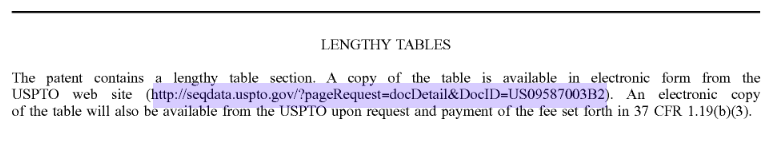 LENGTHY TABLES
The patent contains a lengthy table section. A copy of the table is available in electronic form from the
USPTO web site (http://seqdata.uspto.gov/?pageRequest=docDetail&DocID=US09587003B2). An electronic copy
of the table will also be available from the USPTO upon request and payment of the fee set forth in 37 CFR 1.19(b)(3).